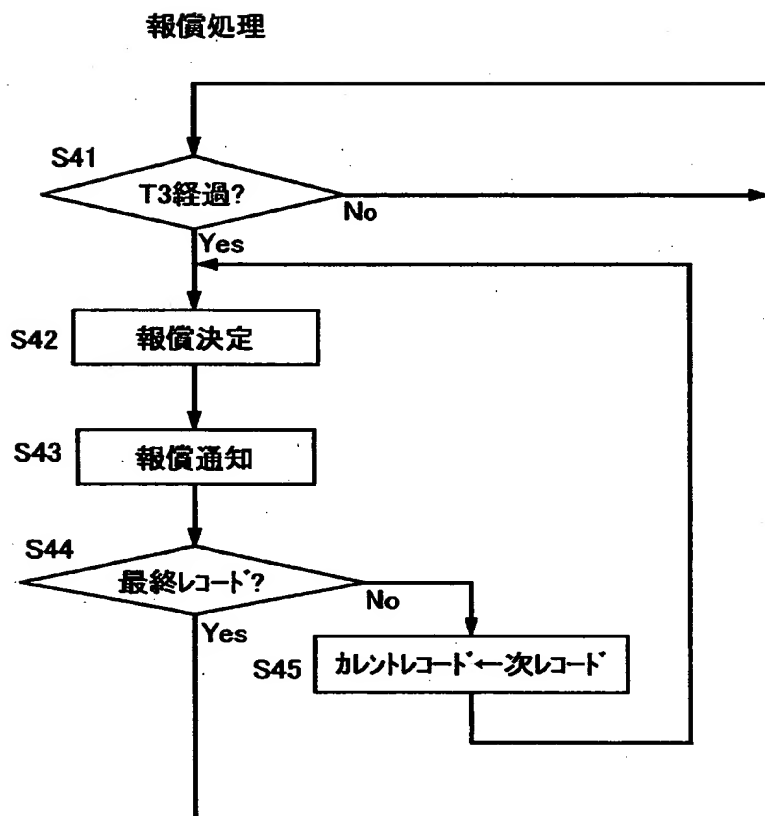 報償処理
S41
T3経過?
No
Yes
S42
報償決定
S43
報償通知
S44
最終レコード?
No
Yes
S45
カレントレコード←次レコード